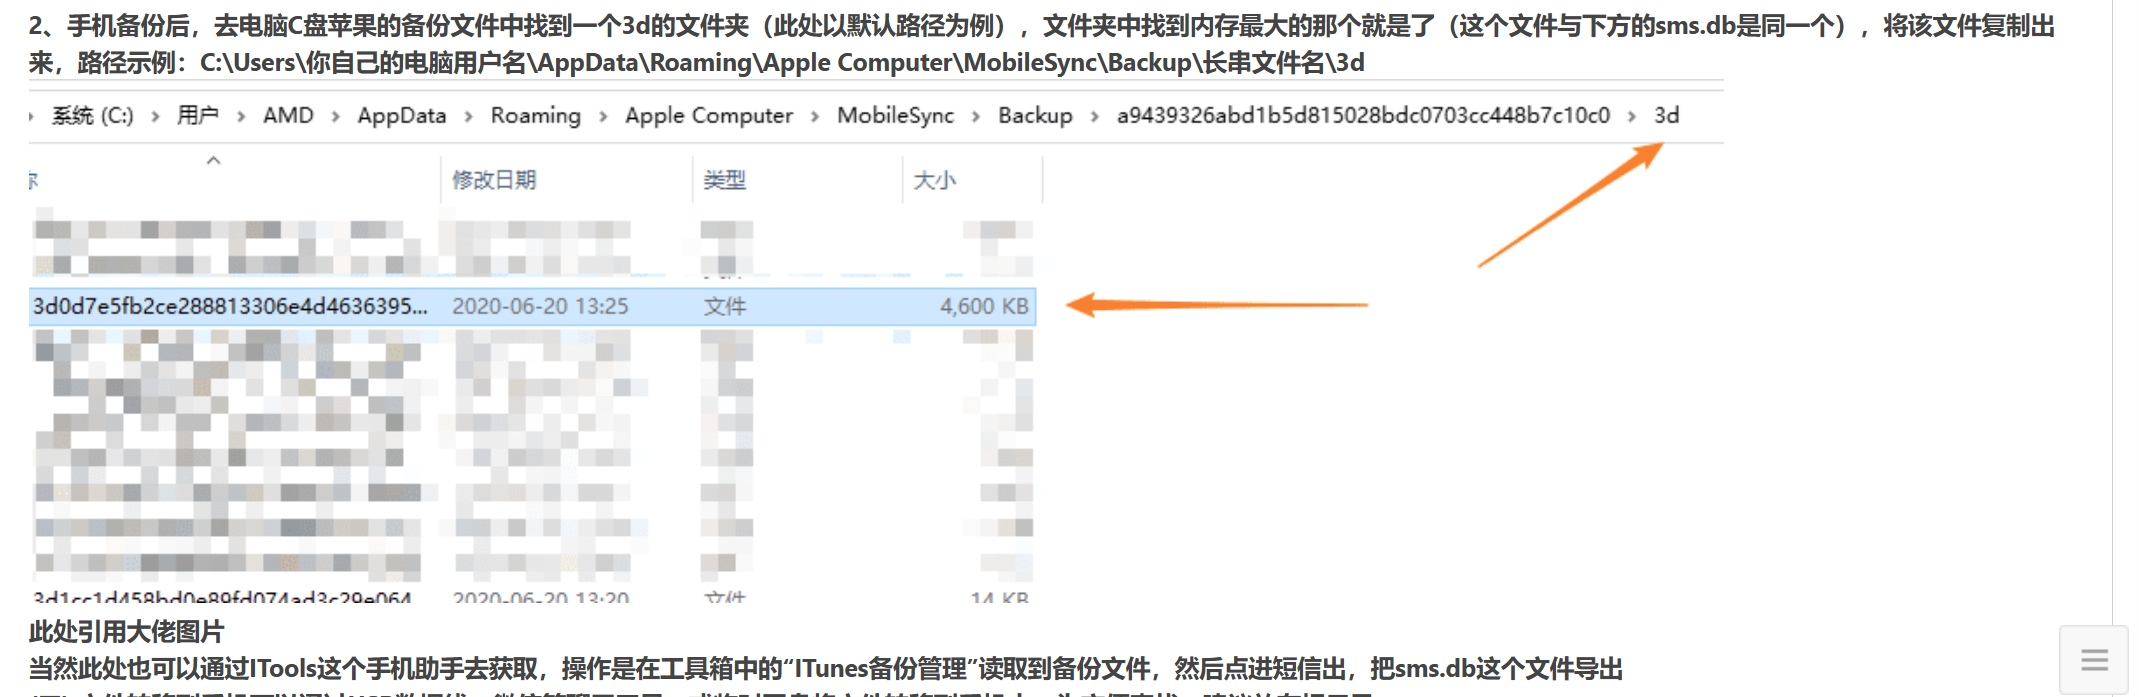 2、手机备份后，去电脑C盘苹果的备份文件中找到一个3d的文件夹（此处以默认路径为例），文件夹中找到内存最大的那个就是了（这个文件与下方的sms.db是同一个），将该文件复制出
来，路径示例：C:\Users\你自己的电脑用户名\AppData\Roaming\Apple Computer\MobileSync\Backup\长串文件名\3d
系统 (C:) › 用户 › AMD › AppData › Roaming › Apple Computer › MobileSync › Backup › a9439326abd1b5d815028bdc0703cc448b7c10c0 › 3d
修改日期 类型 大小
3d0d7e5fb2ce288813306e4d4636395... 2020-06-20 13:25 文件 4,600 KB
3d1cc1d458bd0e89fd074ad3c29e064 2020-06-20 13:20 文件 14 KB
此处引用大佬图片
当然此处也可以通过ITools这个手机助手去获取，操作是在工具箱中的“ITunes备份管理”读取到备份文件，然后点进短信出，把sms.db这个文件导出